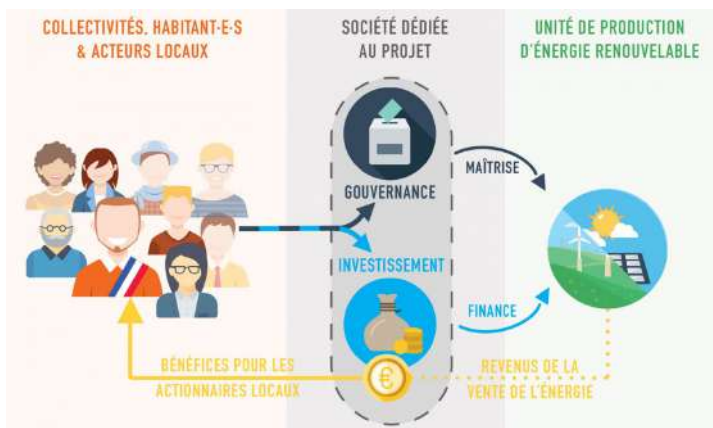 COLLECTIVITÉS, HABITANT·E·S
& ACTEURS LOCAUX
SOCIÉTÉ DÉDIÉE
AU PROJET
UNITÉ DE PRODUCTION
D'ÉNERGIE RENOUVELABLE
GOUVERNANCE
MAÎTRISE
INVESTISSEMENT
FINANCE
BÉNÉFICES POUR LES
ACTIONNAIRES LOCAUX
€
REVENUS DE LA
VENTE DE L'ÉNERGIE